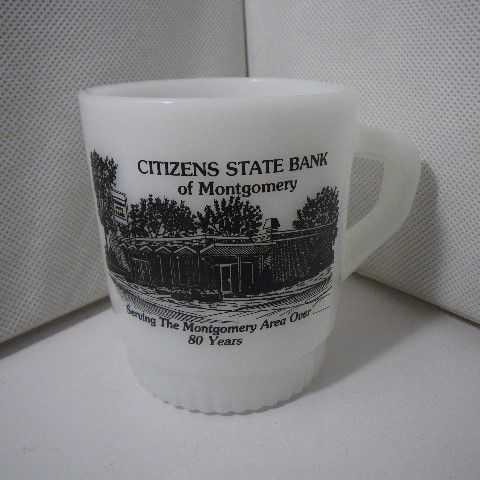 CITIZENS STATE BANK
of Montgomery
Serving The Montgomery Area Over......
80 Years